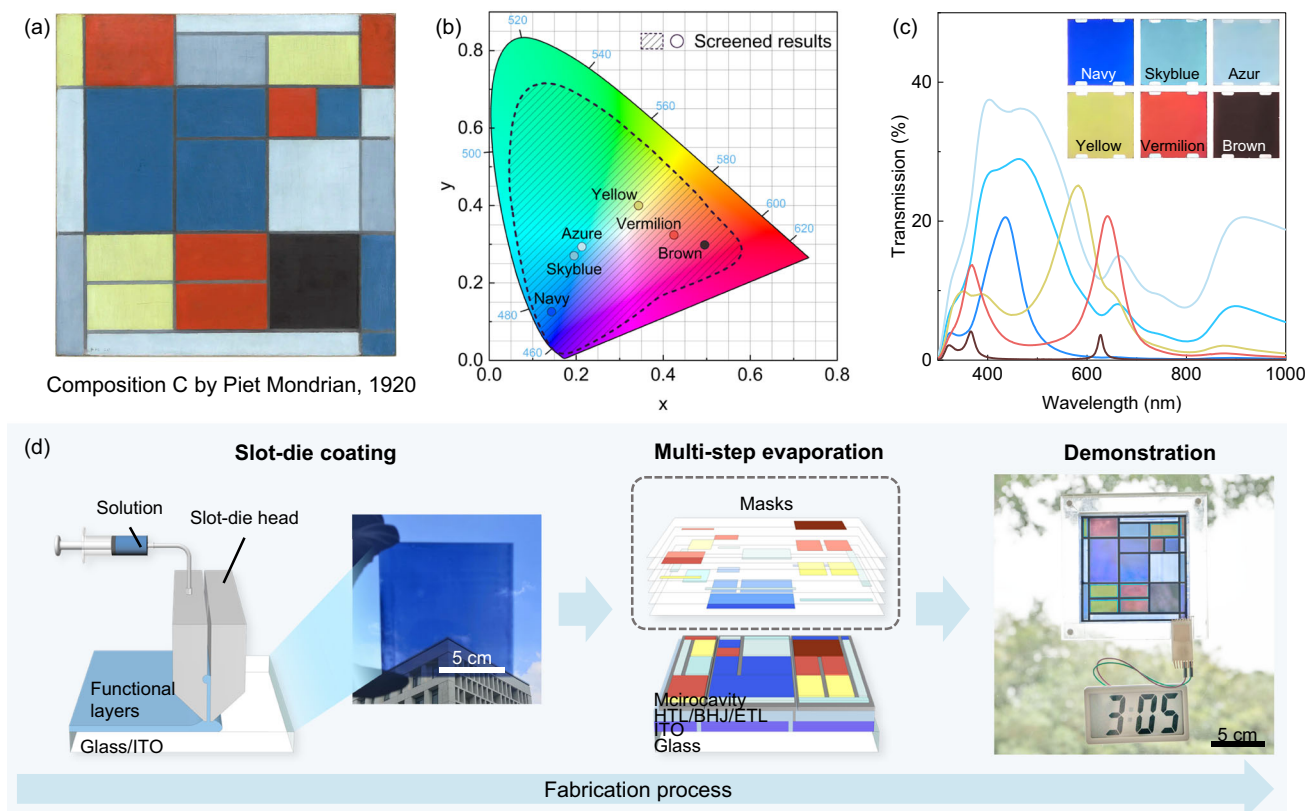 (a)
Composition C by Piet Mondrian, 1920
(b)
Screened results
y
0.8
0.6
0.4
0.2
0.0
0.0
0.2
0.4
0.6
0.8
x
520
540
560
580
600
620
500
480
460
Yellow
Vermilion
Azure
Brown
Skyblue
Navy
(c)
Transmission (%)
40
20
0
400
600
800
1000
Wavelength (nm)
Navy
Skyblue
Azur
Yellow
Vermilion
Brown
(d)
Slot-die coating
Solution
Slot-die head
Functional
layers
Glass/ITO
5 cm
Multi-step evaporation
Masks
Mcirocavity
HTL/BHJ/ETL
ITO
Glass
Demonstration
3:05
5 cm
Fabrication process